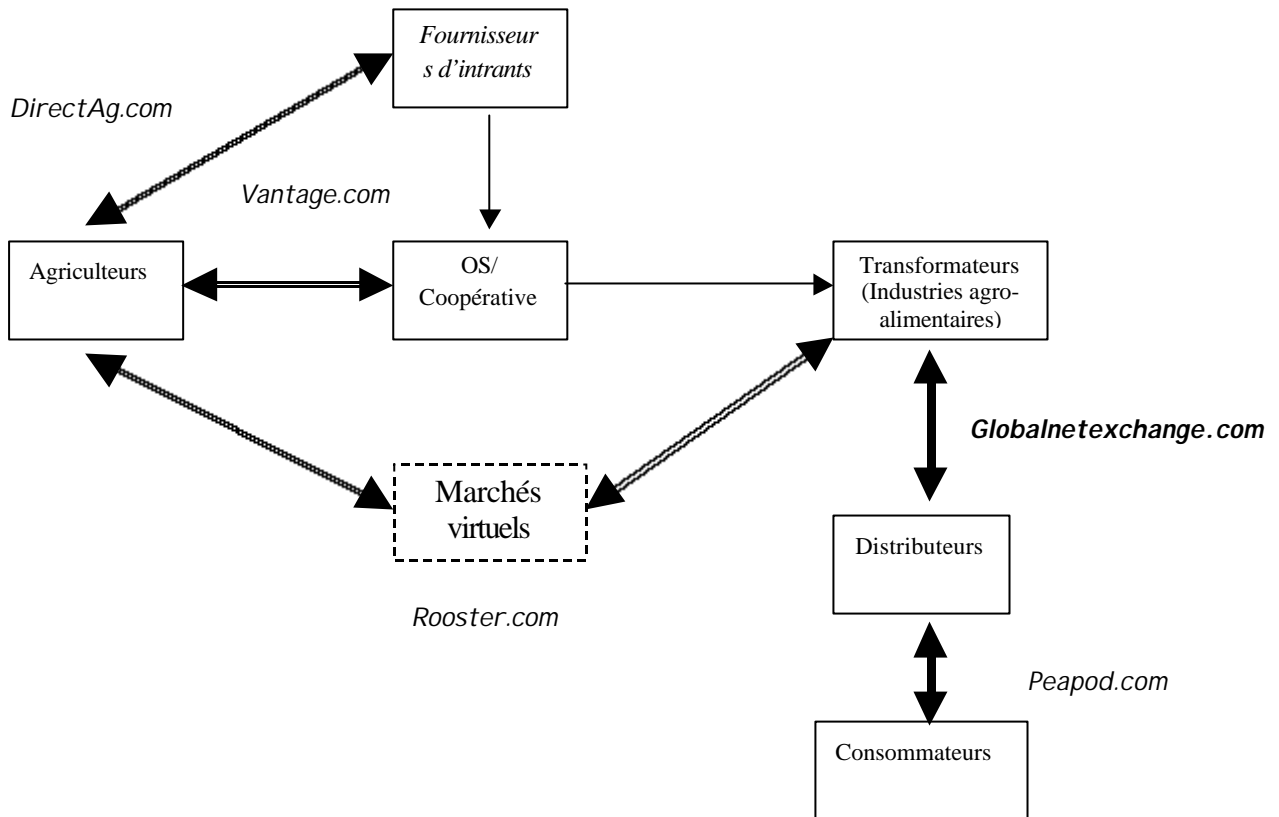 Fournisseur
s d'intrants
DirectAg.com
Vantage.com
Agriculteurs
OS/
Coopérative
Transformateurs
(Industries agro-
alimentaires)
Globalnetexchange.com
Marchés
virtuels
Distributeurs
Rooster.com
Peapod.com
Consommateurs